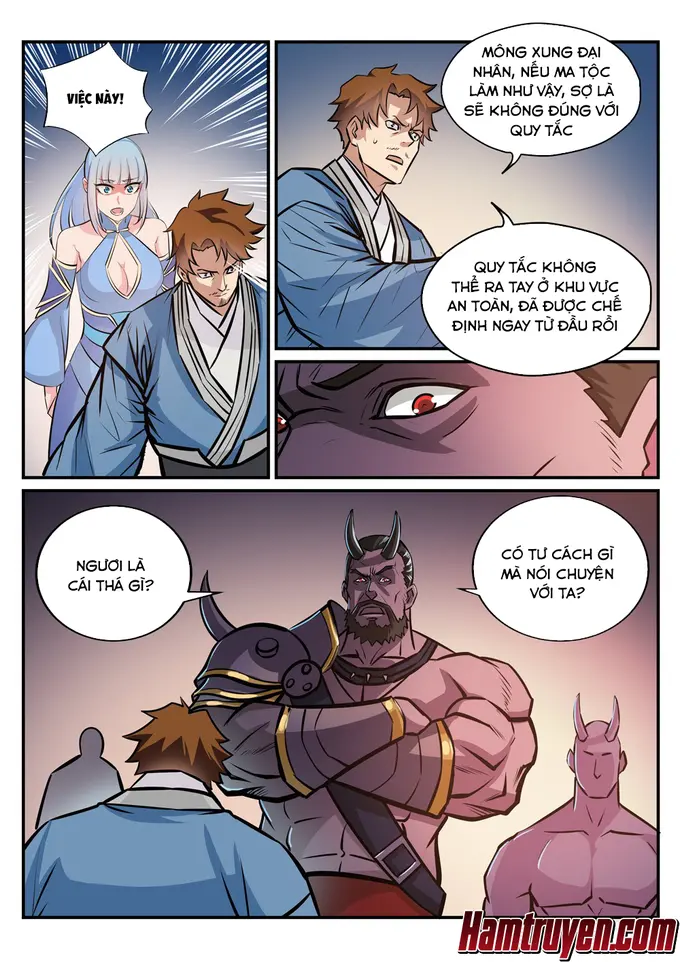 VIỆC NÀY!
MÔNG XUNG ĐẠI
NHÂN, NẾU MA TỘC
LÀM NHƯ VẬY, SỢ LÀ
SẼ KHÔNG ĐÚNG VỚI
QUY TẮC
QUY TẮC KHÔNG
THỂ RA TAY Ở KHU VỰC
AN TOÀN, ĐÃ ĐƯỢC CHẾ
ĐỊNH NGAY TỪ ĐẦU RỒI
NGƯƠI LÀ
CÁI THÁ GÌ?
CÓ TƯ CÁCH GÌ
MÀ NÓI CHUYỆN
VỚI TA?
Hamtruyen.com